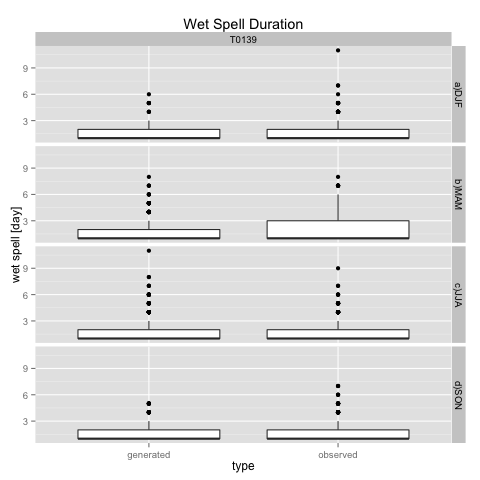 Wet Spell Duration
T0139
wet spell [day]
9
6
3
a)DJF
9
6
3
b)MAM
9
6
3
c)JJA
9
6
3
d)SON
generated observed
type